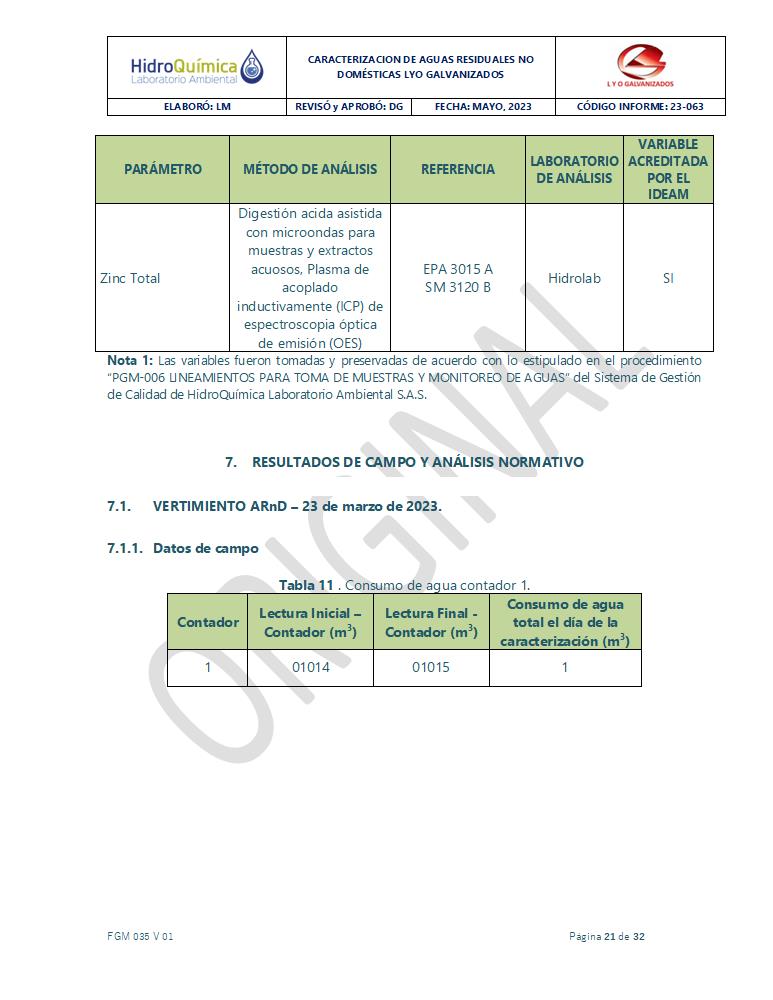 HidroQuímica
Laboratorio Ambiental
CARACTERIZACION DE AGUAS RESIDUALES NO
DOMÉSTICAS LYO GALVANIZADOS
L Y O GALVANIZADOS
ELABORÓ: LM
REVISÓ y APROBÓ: DG
FECHA: MAYO, 2023
CÓDIGO INFORME: 23-063
PARÁMETRO
MÉTODO DE ANÁLISIS
REFERENCIA
LABORATORIO
DE ANÁLISIS
VARIABLE
ACREDITADA
POR EL
IDEAM
Zinc Total
Digestión acida asistida
con microondas para
muestras y extractos
acuosos, Plasma de
acoplado
inductivamente (ICP) de
espectroscopia óptica
de emisión (OES)
EPA 3015 A
SM 3120 B
Hidrolab
SI
Nota 1: Las variables fueron tomadas y preservadas de acuerdo con lo estipulado en el procedimiento
“PGM-006 LINEAMIENTOS PARA TOMA DE MUESTRAS Y MONITOREO DE AGUAS” del Sistema de Gestión
de Calidad de HidroQuímica Laboratorio Ambiental S.A.S.
7. RESULTADOS DE CAMPO Y ANÁLISIS NORMATIVO
7.1. VERTIMIENTO ARnD – 23 de marzo de 2023.
7.1.1. Datos de campo
Tabla 11 . Consumo de agua contador 1.
Contador
Lectura Inicial –
Contador (m³)
Lectura Final -
Contador (m³)
Consumo de agua
total el día de la
caracterización (m³)
1
01014
01015
1
ORIGINAL
FGM 035 V 01
Página 21 de 32